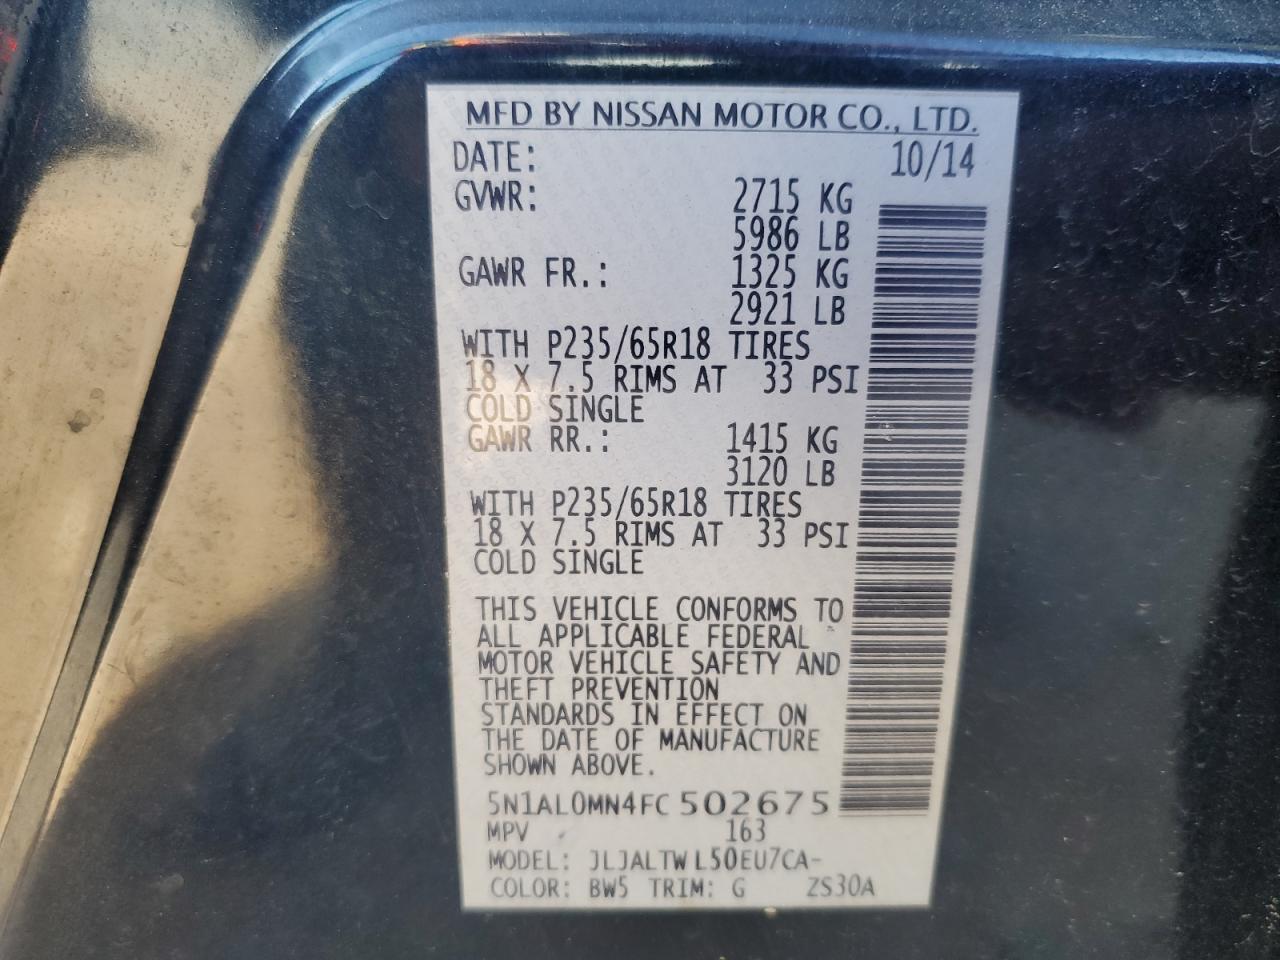 MFD BY NISSAN MOTOR CO., LTD.
DATE: 10/14
GVWR: 2715 KG
5986 LB
GAWR FR.: 1325 KG
2921 LB
WITH P235/65R18 TIRES
18 X 7.5 RIMS AT 33 PSI
COLD SINGLE
GAWR RR.: 1415 KG
3120 LB
WITH P235/65R18 TIRES
18 X 7.5 RIMS AT 33 PSI
COLD SINGLE
THIS VEHICLE CONFORMS TO
ALL APPLICABLE FEDERAL
MOTOR VEHICLE SAFETY AND
THEFT PREVENTION
STANDARDS IN EFFECT ON
THE DATE OF MANUFACTURE
SHOWN ABOVE.
5N1AL0MN4FC502675
MPV 163
MODEL: JLJALTWL50EU7CA-
COLOR: BW5 TRIM: G ZS30A